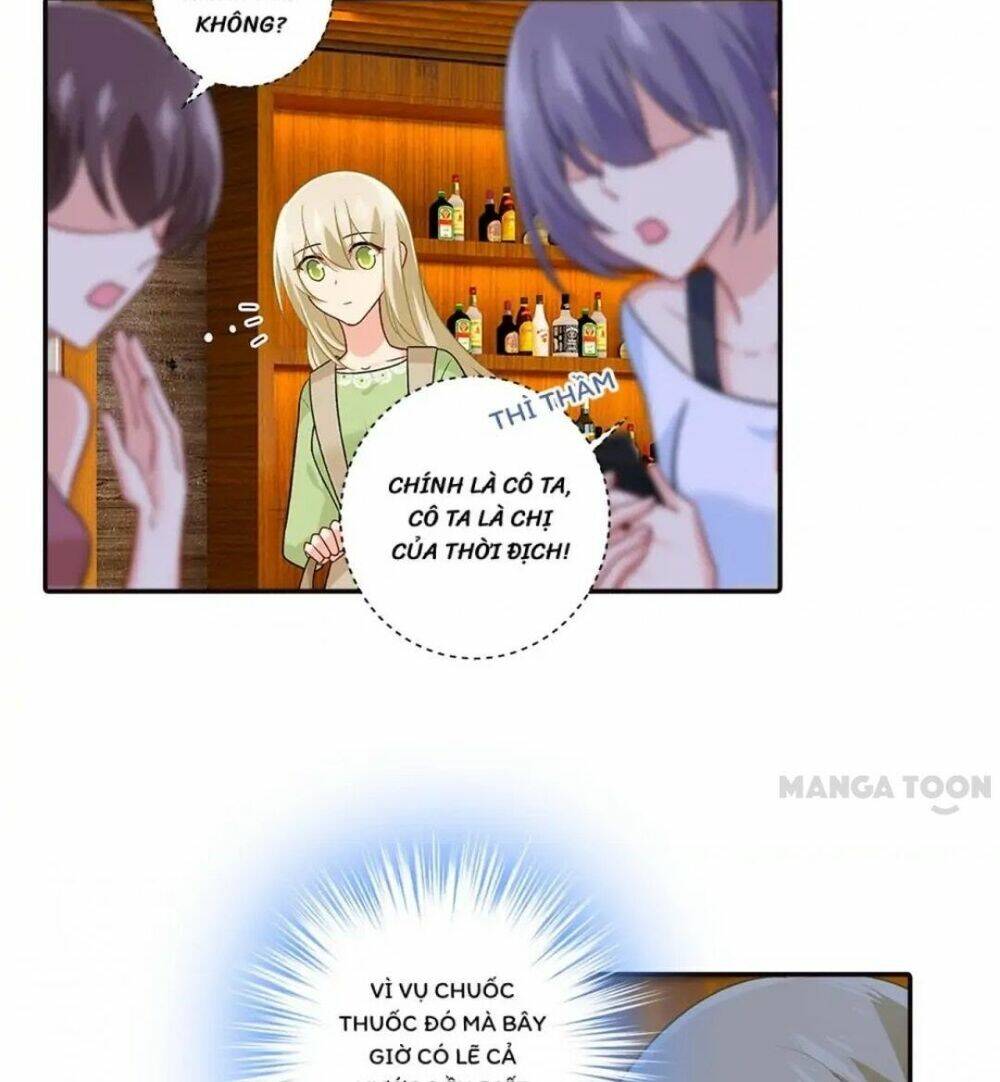 KHÔNG?
THÌ THẦM
CHÍNH LÀ CÔ TA,
CÔ TA LÀ CHỊ
CỦA THỜI ĐỊCH!
MANGA TOON
VÌ VỤ CHUỐC
THUỐC ĐÓ MÀ BÂY
GIỜ CÓ LẼ CẢ